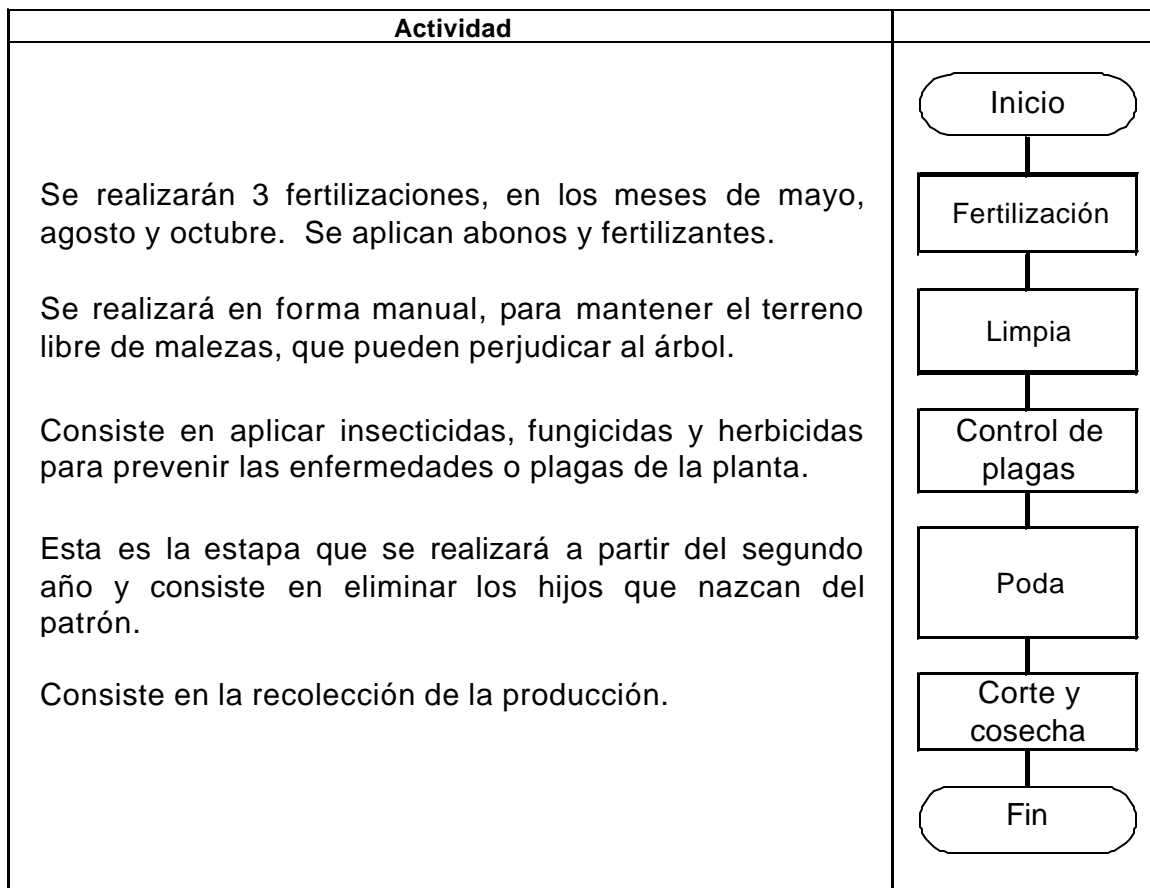 Actividad
Inicio
Se realizarán 3 fertilizaciones, en los meses de mayo,
agosto y octubre. Se aplican abonos y fertilizantes.
Fertilización
Se realizará en forma manual, para mantener el terreno
libre de malezas, que pueden perjudicar al árbol.
Limpia
Consiste en aplicar insecticidas, fungicidas y herbicidas
para prevenir las enfermedades o plagas de la planta.
Control de
plagas
Esta es la estapa que se realizará a partir del segundo
año y consiste en eliminar los hijos que nazcan del
patrón.
Poda
Consiste en la recolección de la producción.
Corte y
cosecha
Fin